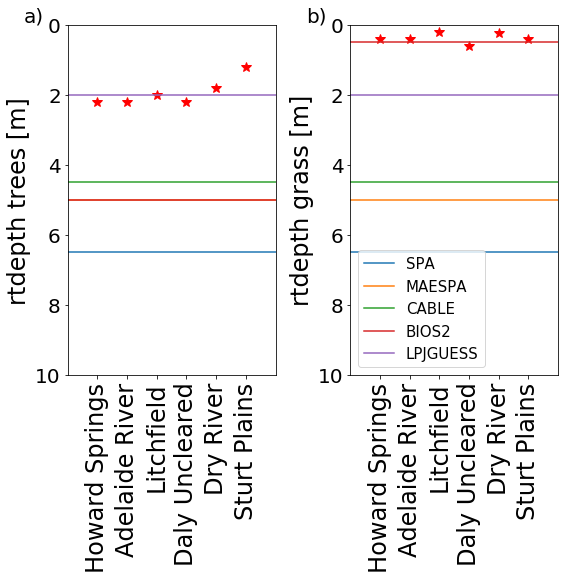 a)
rtdepth trees [m]
0
2
4
6
8
10
Howard Springs
Adelaide River
Litchfield
Daly Uncleared
Dry River
Sturt Plains
b)
rtdepth grass [m]
0
2
4
6
8
10
SPA
MAESPA
CABLE
BIOS2
LPJGUESS
Howard Springs
Adelaide River
Litchfield
Daly Uncleared
Dry River
Sturt Plains